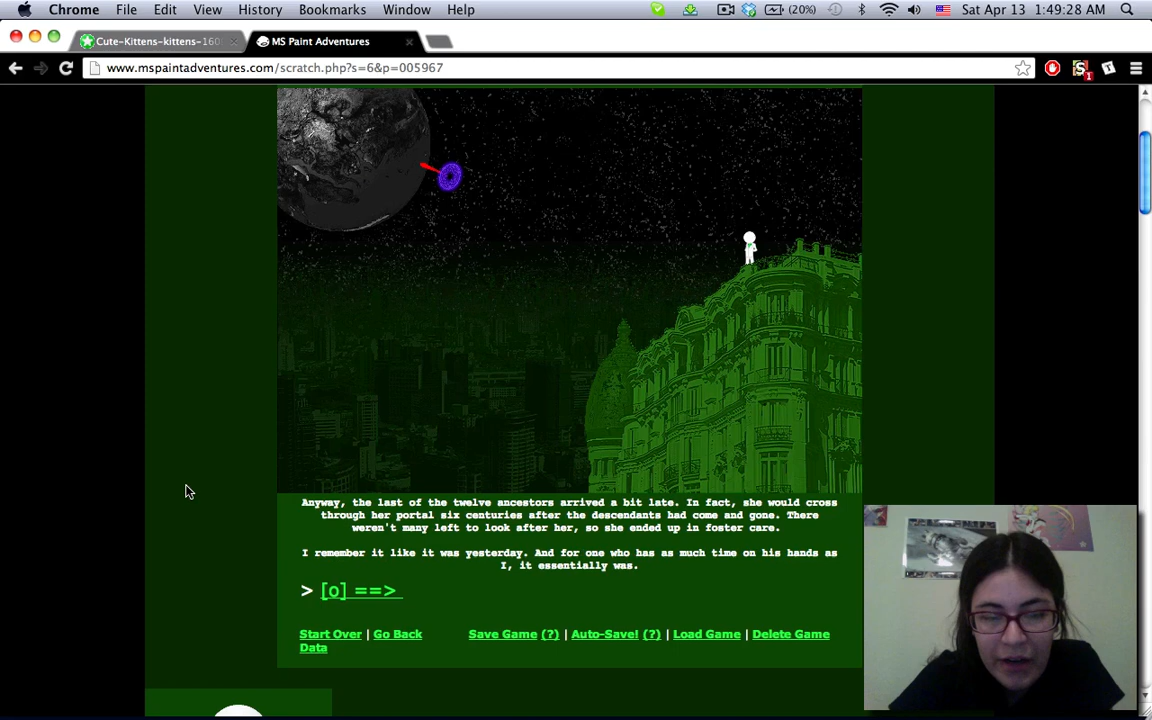 Chrome File Edit View History Bookmarks Window Help (20%) Sat Apr 13 1:49:28 AM
Cute-Kittens-kittens-160 MS Paint Adventures
www.mspaintadventures.com/scratch.php?s=6&p=005967
1
Anyway, the last of the twelve ancestors arrived a bit late. In fact, she would cross
through her portal six centuries after the descendants had come and gone. There
weren't many left to look after her, so she ended up in foster care.
I remember it like it was yesterday. And for one who has as much time on his hands as
I, it essentially was.
> [o] ==>
Start Over | Go Back Save Game (?) | Auto-Save! (?) | Load Game | Delete Game
Data